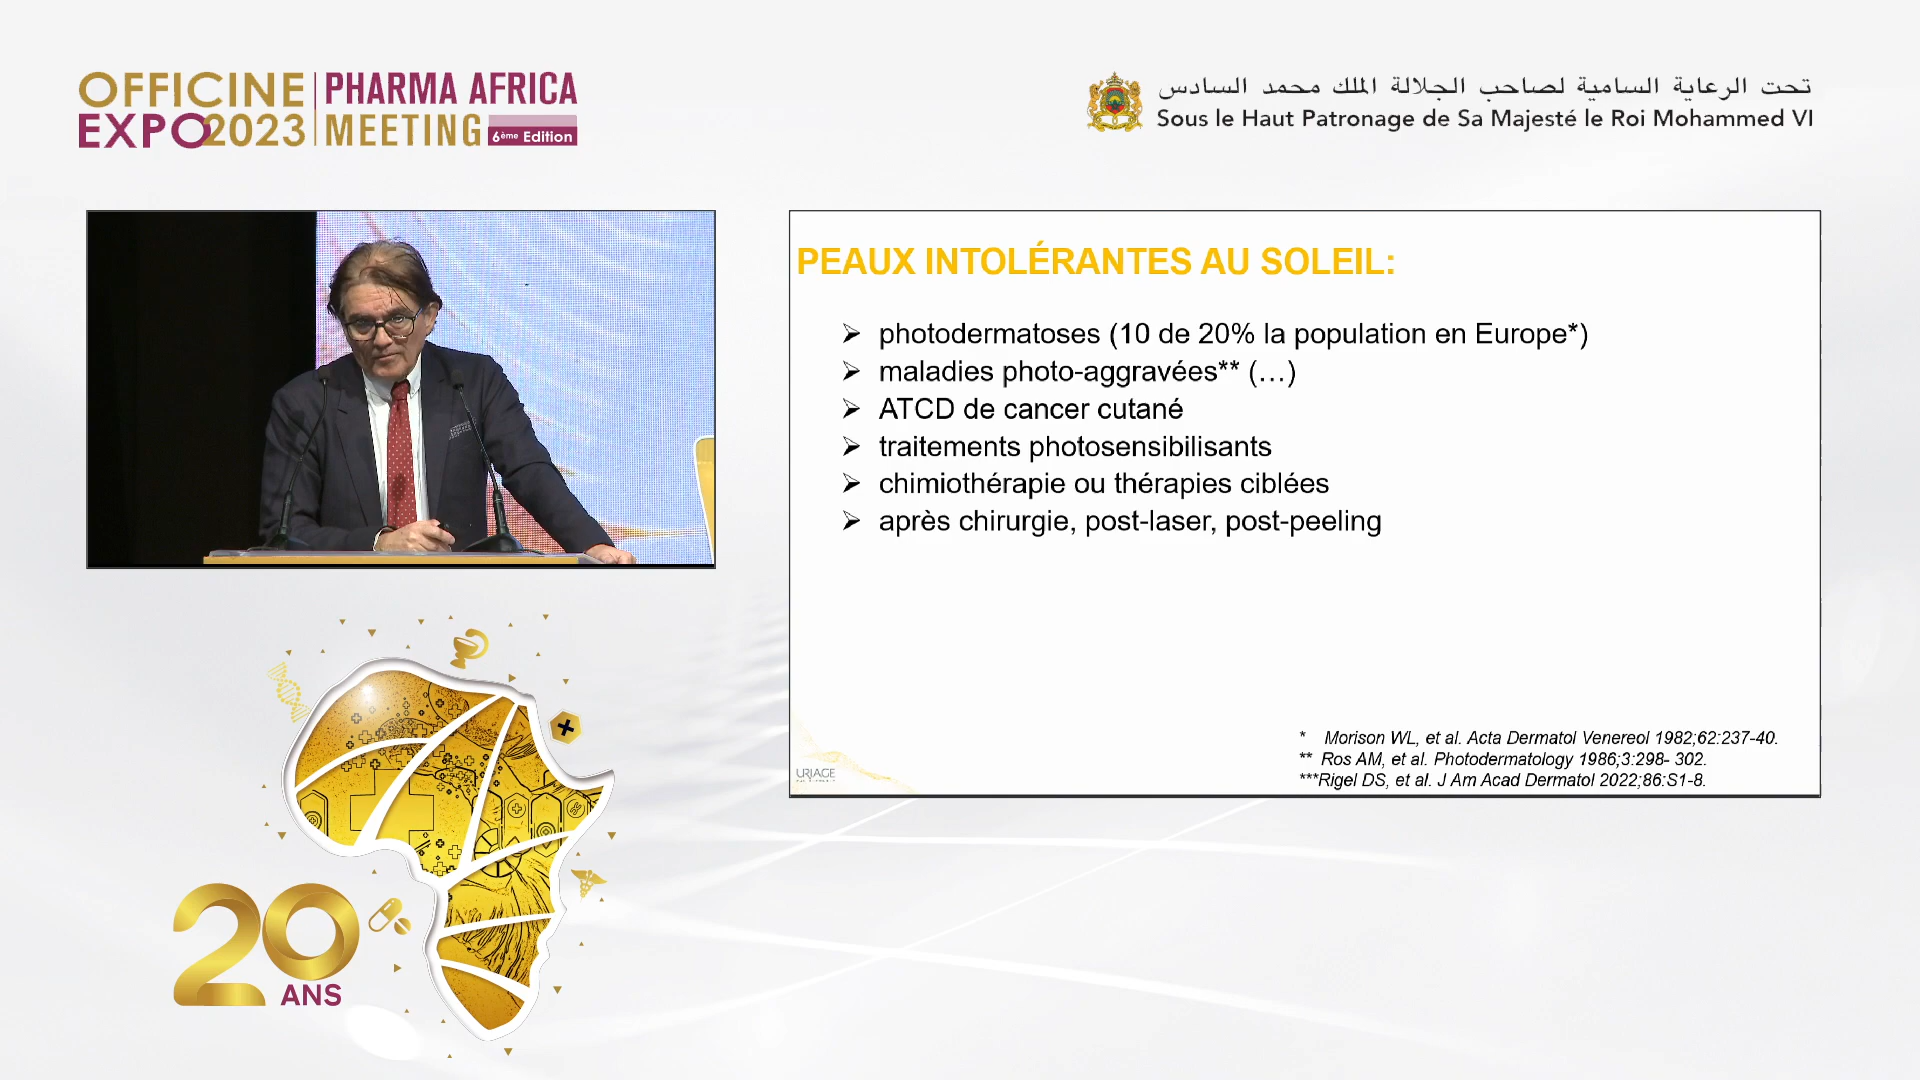 OFFICINE
EXPO2023
PHARMA AFRICA
MEETING 6ème Edition
تحت الرعاية السامية لصاحب الجلالة الملك محمد السادس
Sous le Haut Patronage de Sa Majesté le Roi Mohammed VI
PEAUX INTOLÉRANTES AU SOLEIL:
➢ photodermatoses (10 de 20% la population en Europe*)
➢ maladies photo-aggravées** (…)
➢ ATCD de cancer cutané
➢ traitements photosensibilisants
➢ chimiothérapie ou thérapies ciblées
➢ après chirurgie, post-laser, post-peeling
* Morison WL, et al. Acta Dermatol Venereol 1982;62:237-40.
** Ros AM, et al. Photodermatology 1986;3:298- 302.
***Rigel DS, et al. J Am Acad Dermatol 2022;86:S1-8.
URIAGE
20
ANS